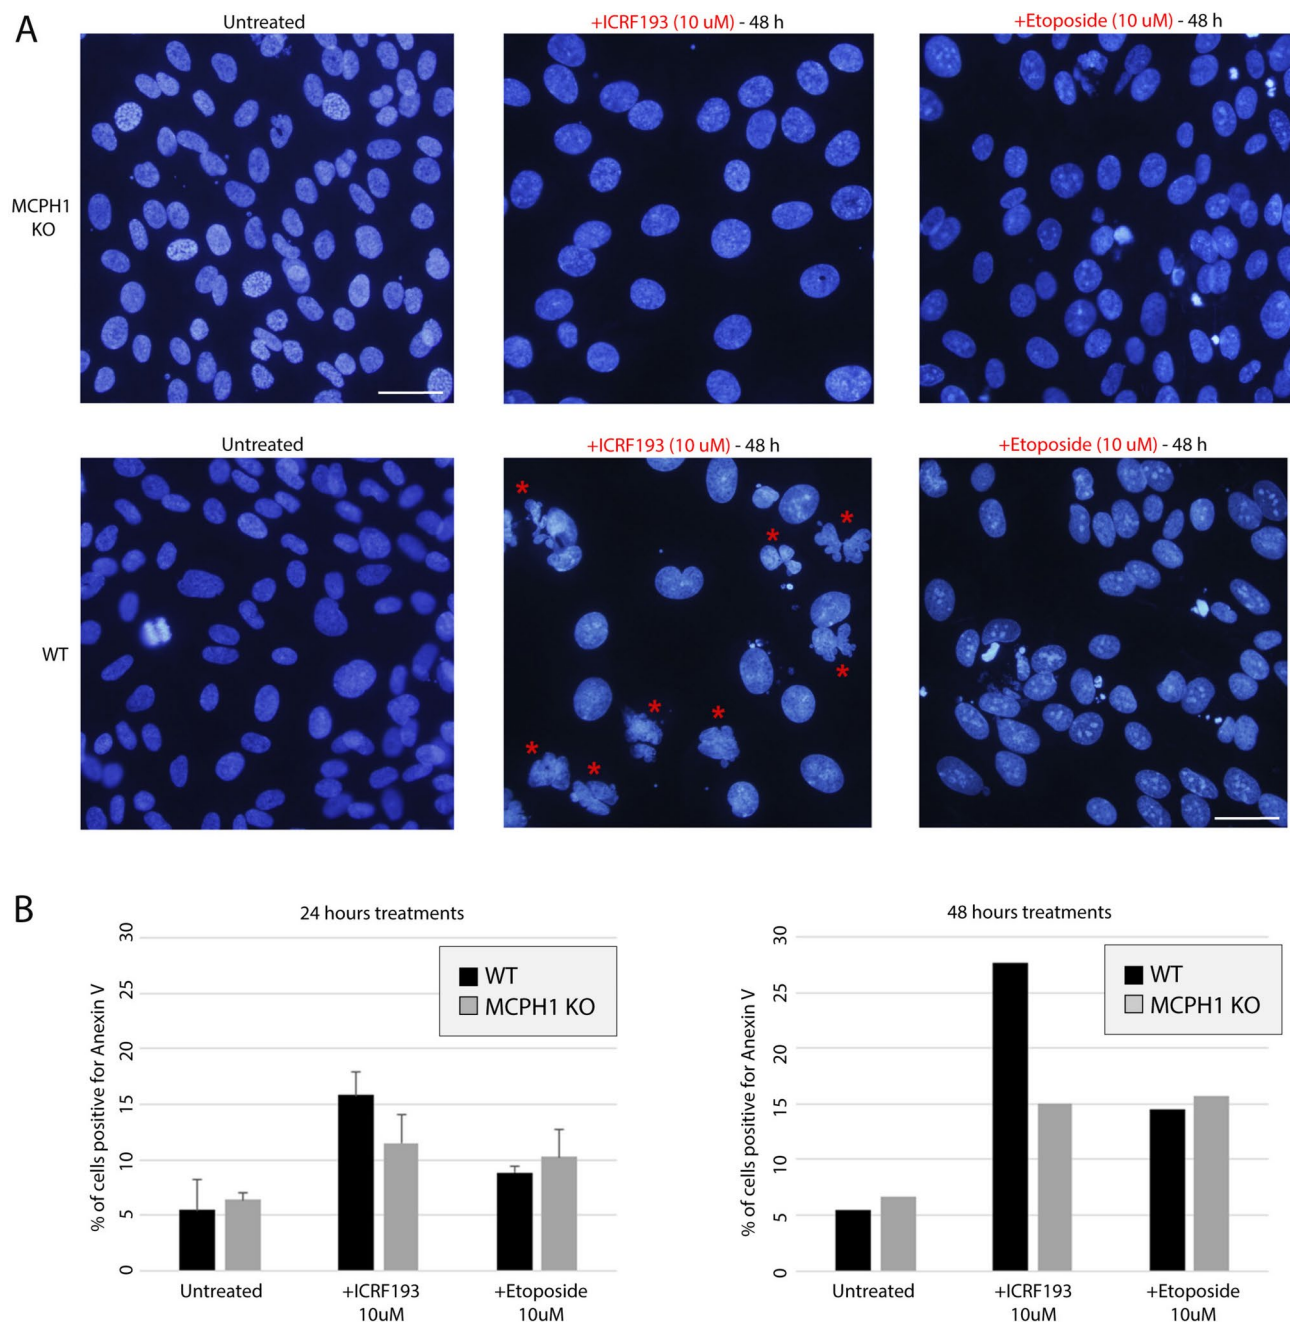 A
Untreated
+ICRF193 (10 uM) - 48 h
+Etoposide (10 uM) - 48 h
MCPH1
KO
Untreated
+ICRF193 (10 uM) - 48 h
+Etoposide (10 uM) - 48 h
WT
*
*
*
*
*
*
*
*
B
24 hours treatments
% of cells positive for Anexin V
30
25
20
15
10
5
0
WT
MCPH1 KO
Untreated
+ICRF193
10uM
+Etoposide
10uM
48 hours treatments
% of cells positive for Anexin V
30
25
20
15
10
5
0
WT
MCPH1 KO
Untreated
+ICRF193
10uM
+Etoposide
10uM